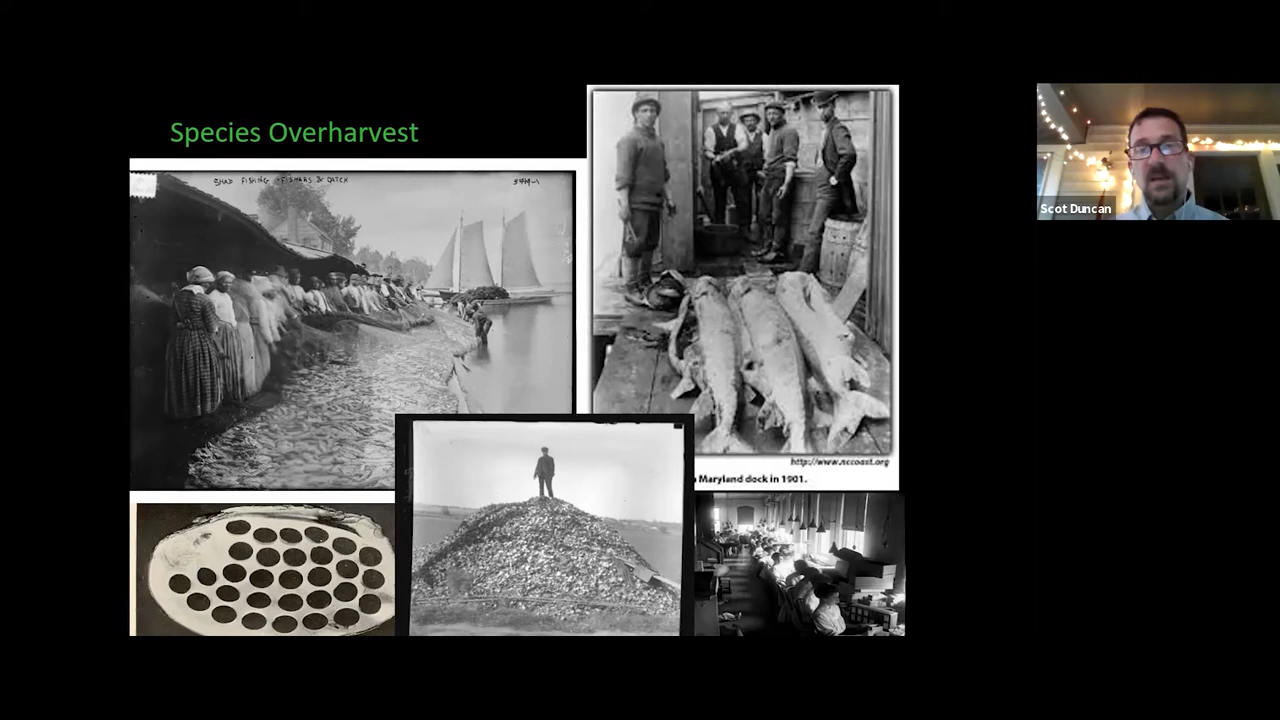 Species Overharvest
SHAD FISHING - FISHERS & CATCH
Scot Duncan
http://www.nccoast.org
Maryland dock in 1901.